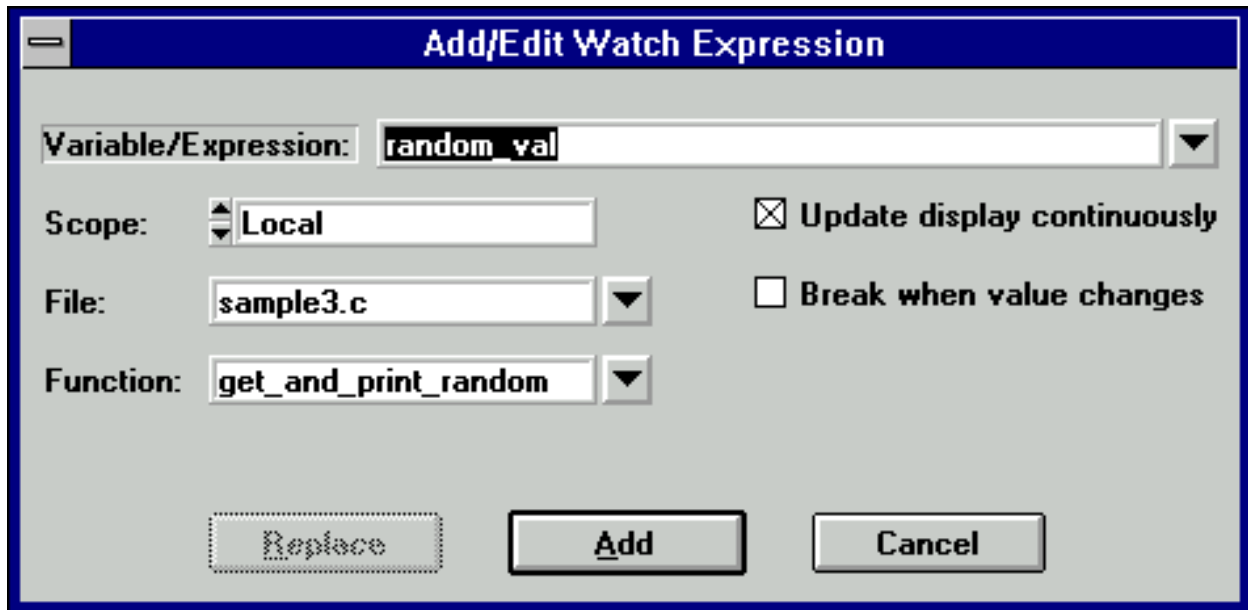 Add/Edit Watch Expression
Variable/Expression: random_val
Scope: Local
Update display continuously
File: sample3.c
Break when value changes
Function: get_and_print_random
Replace Add Cancel